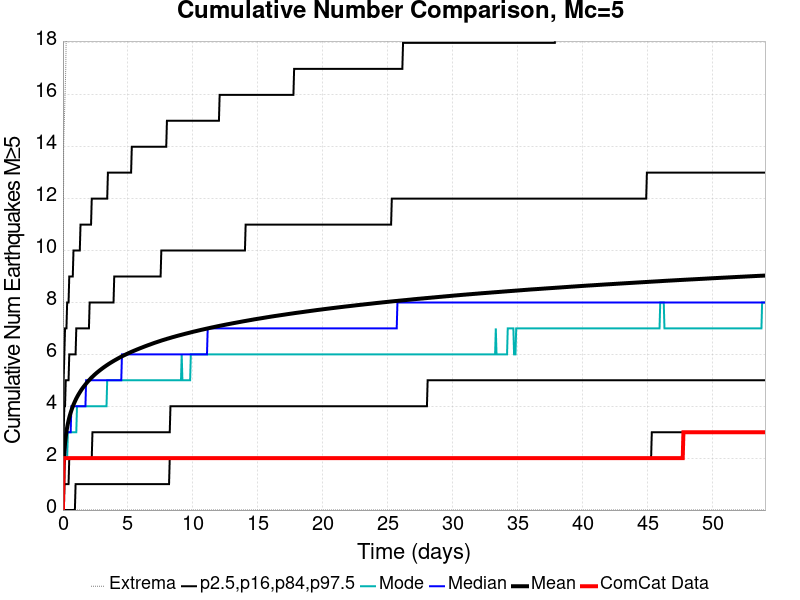 Cumulative Number Comparison, Mc=5
Cumulative Num Earthquakes M≥5
18
16
14
12
10
8
6
4
2
0
0 5 10 15 20 25 30 35 40 45 50
Time (days)
Extrema p2.5,p16,p84,p97.5 Mode Median Mean ComCat Data